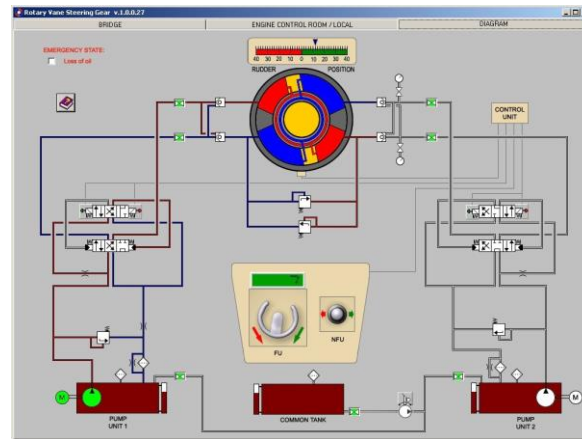 Rotary Vane Steering Gear v.1.0.0.27
BRIDGE
ENGINE CONTROL ROOM / LOCAL
DIAGRAM
EMERGENCY STATE:
Loss of oil
40 30 20 10 0 10 20 30 40
RUDDER POSITION
CONTROL
UNIT
7
FU
NFU
M
PUMP
UNIT 1
COMMON TANK
PUMP
UNIT 2
M